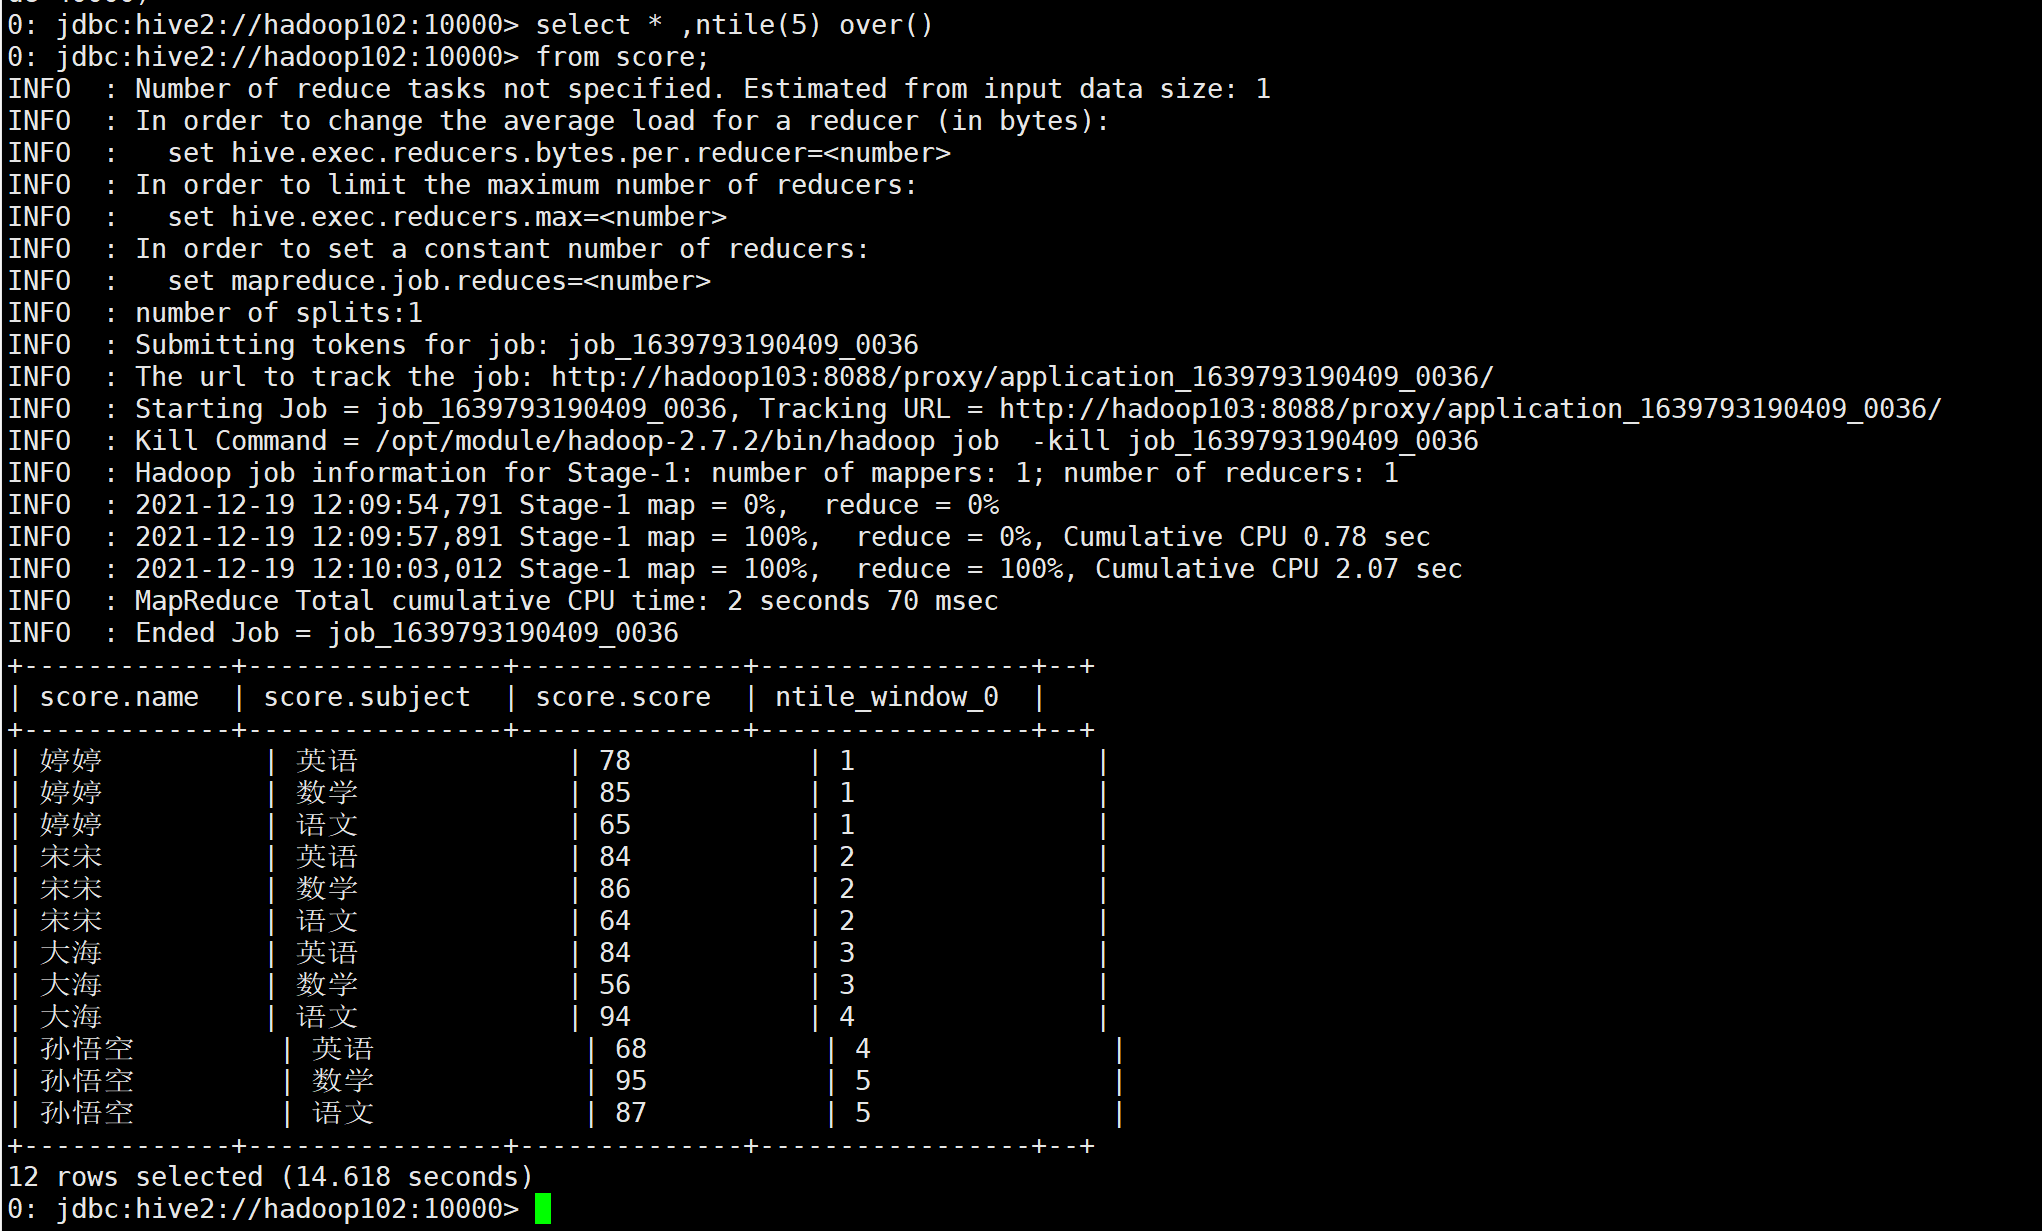 0: jdbc:hive2://hadoop102:10000> select * ,ntile(5) over()
0: jdbc:hive2://hadoop102:10000> from score;
INFO  : Number of reduce tasks not specified. Estimated from input data size: 1
INFO  : In order to change the average load for a reducer (in bytes):
INFO  :   set hive.exec.reducers.bytes.per.reducer=<number>
INFO  : In order to limit the maximum number of reducers:
INFO  :   set hive.exec.reducers.max=<number>
INFO  : In order to set a constant number of reducers:
INFO  :   set mapreduce.job.reduces=<number>
INFO  : number of splits:1
INFO  : Submitting tokens for job: job_1639793190409_0036
INFO  : The url to track the job: http://hadoop103:8088/proxy/application_1639793190409_0036/
INFO  : Starting Job = job_1639793190409_0036, Tracking URL = http://hadoop103:8088/proxy/application_1639793190409_0036/
INFO  : Kill Command = /opt/module/hadoop-2.7.2/bin/hadoop job  -kill job_1639793190409_0036
INFO  : Hadoop job information for Stage-1: number of mappers: 1; number of reducers: 1
INFO  : 2021-12-19 12:09:54,791 Stage-1 map = 0%,  reduce = 0%
INFO  : 2021-12-19 12:09:57,891 Stage-1 map = 100%,  reduce = 0%, Cumulative CPU 0.78 sec
INFO  : 2021-12-19 12:10:03,012 Stage-1 map = 100%,  reduce = 100%, Cumulative CPU 2.07 sec
INFO  : MapReduce Total cumulative CPU time: 2 seconds 70 msec
INFO  : Ended Job = job_1639793190409_0036
+-------------+----------------+--------------+-----------------+--+
| score.name  | score.subject  | score.score  | ntile_window_0  |
+-------------+----------------+--------------+-----------------+--+
| 婷婷          | 英语             | 78           | 1               |
| 婷婷          | 数学             | 85           | 1               |
| 婷婷          | 语文             | 65           | 1               |
| 宋宋          | 英语             | 84           | 2               |
| 宋宋          | 数学             | 86           | 2               |
| 宋宋          | 语文             | 64           | 2               |
| 大海          | 英语             | 84           | 3               |
| 大海          | 数学             | 56           | 3               |
| 大海          | 语文             | 94           | 4               |
| 孙悟空         | 英语             | 68           | 4               |
| 孙悟空         | 数学             | 95           | 5               |
| 孙悟空         | 语文             | 87           | 5               |
+-------------+----------------+--------------+-----------------+--+
12 rows selected (14.618 seconds)
0: jdbc:hive2://hadoop102:10000>